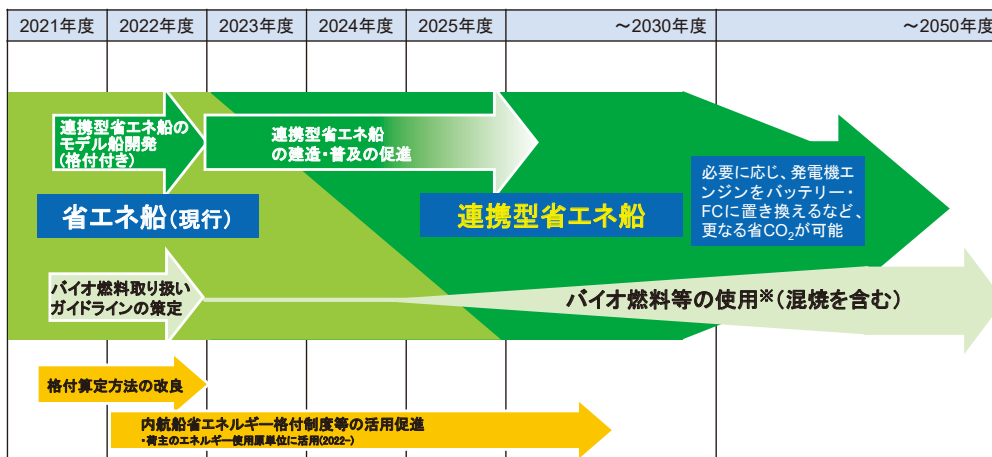 2021年度
2022年度
2023年度
2024年度
2025年度
～2030年度
～2050年度
連携型省エネ船の
モデル船開発
(格付付き)
連携型省エネ船
の建造・普及の促進
省エネ船(現行)
連携型省エネ船
必要に応じ、発電機エ
ンジンをバッテリー・
FCに置き換えるなど、
更なる省CO₂が可能
バイオ燃料取り扱い
ガイドラインの策定
バイオ燃料等の使用※(混焼を含む)
格付算定方法の改良
内航船省エネルギー格付制度等の活用促進
・荷主のエネルギー使用原単位に活用(2022-)